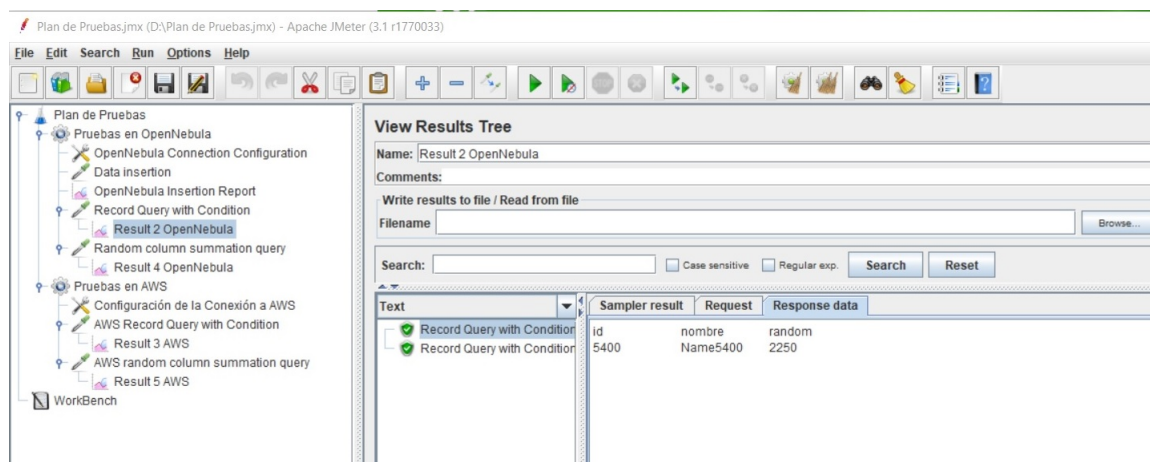 Plan de Pruebas.jmx (D:\Plan de Pruebas.jmx) - Apache JMeter (3.1 r1770033)
File Edit Search Run Options Help
Plan de Pruebas
Pruebas en OpenNebula
OpenNebula Connection Configuration
Data insertion
OpenNebula Insertion Report
Record Query with Condition
Result 2 OpenNebula
Random column summation query
Result 4 OpenNebula
Pruebas en AWS
Configuración de la Conexión a AWS
AWS Record Query with Condition
Result 3 AWS
AWS random column summation query
Result 5 AWS
WorkBench
View Results Tree
Name: Result 2 OpenNebula
Comments:
Write results to file / Read from file
Filename Browse...
Search: Case sensitive Regular exp. Search Reset
Text
Record Query with Condition
Record Query with Condition
Sampler result Request Response data
id nombre random
5400 Name5400 2250